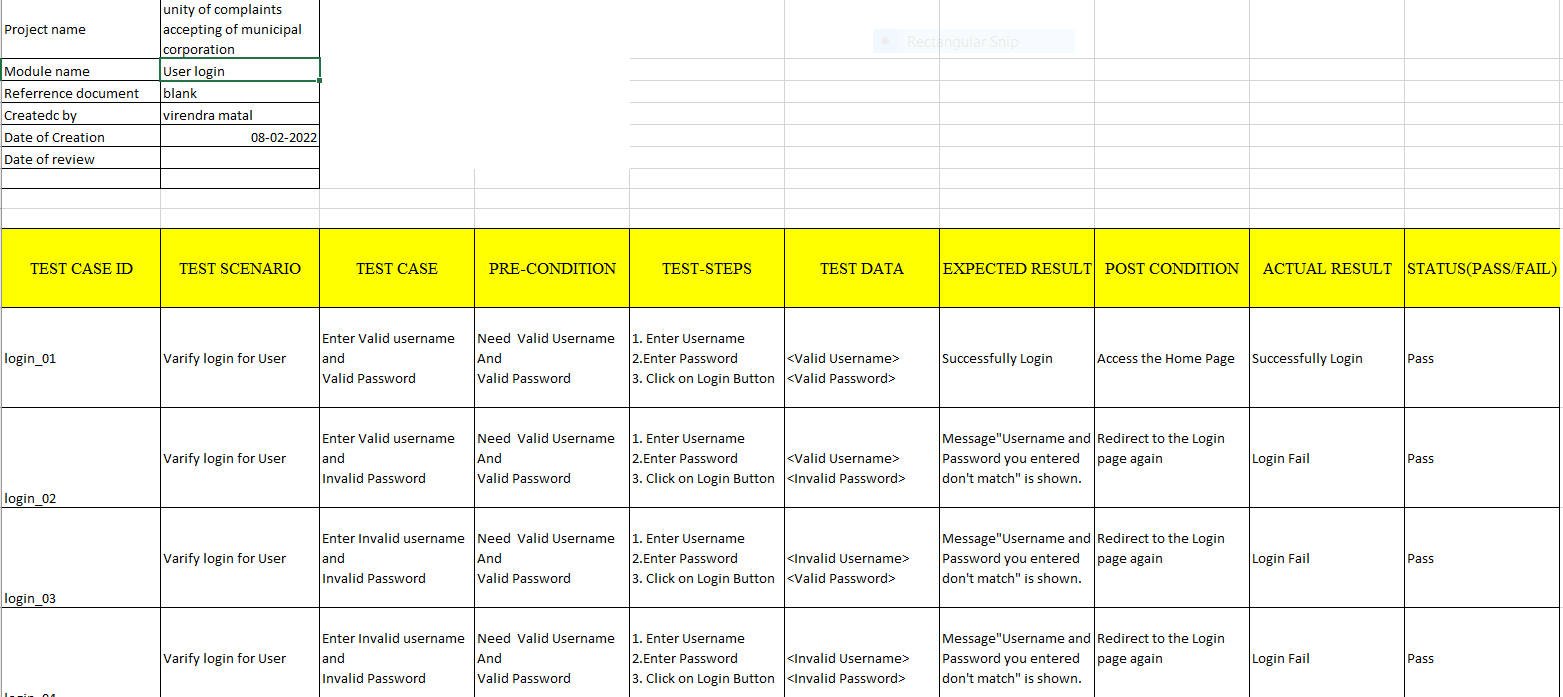 unity of complaints
Project name accepting of municipal
corporation
Rectangular Snip
Module name User login
Referrence document blank
Createdc by virendra matal
Date of Creation 08-02-2022
Date of review
TEST CASE ID TEST SCENARIO TEST CASE PRE-CONDITION TEST-STEPS TEST DATA EXPECTED RESULT POST CONDITION ACTUAL RESULT STATUS(PASS/FAIL)
Enter Valid username Need  Valid Username 1. Enter Username
login_01 Varify login for User and And 2.Enter Password <Valid Username> Successfully Login Access the Home Page Successfully Login Pass
Valid Password Valid Password 3. Click on Login Button <Valid Password>
Enter Valid username Need  Valid Username 1. Enter Username Message"Username and Redirect to the Login
Varify login for User and And 2.Enter Password <Valid Username> Password you entered page again Login Fail Pass
Invalid Password Valid Password 3. Click on Login Button <Invalid Password> don't match" is shown.
login_02
Enter Invalid username Need  Valid Username 1. Enter Username Message"Username and Redirect to the Login
Varify login for User and And 2.Enter Password <Invalid Username> Password you entered page again Login Fail Pass
Invalid Password Valid Password 3. Click on Login Button <Valid Password> don't match" is shown.
login_03
Enter Invalid username Need  Valid Username 1. Enter Username Message"Username and Redirect to the Login
Varify login for User and And 2.Enter Password <Invalid Username> Password you entered page again Login Fail Pass
Invalid Password Valid Password 3. Click on Login Button <Invalid Password> don't match" is shown.